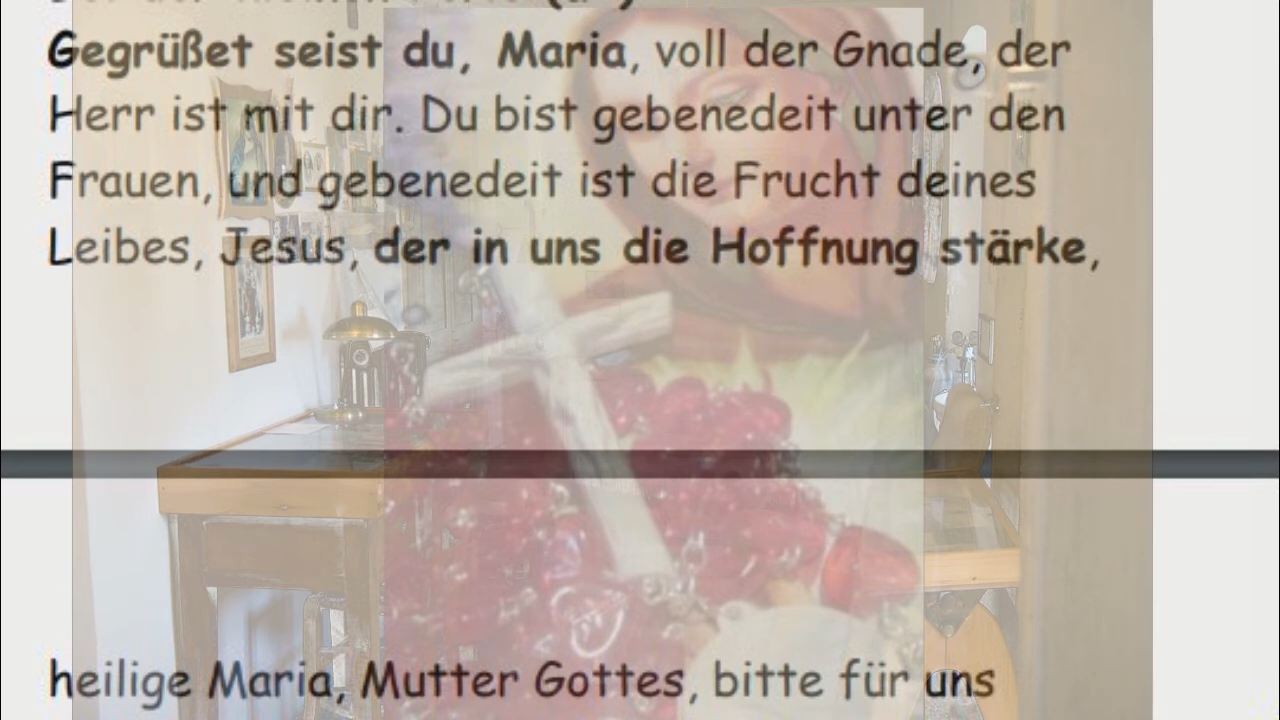 Gegrüßet seist du, Maria, voll der Gnade, der
Herr ist mit dir. Du bist gebenedeit unter den
Frauen, und gebenedeit ist die Frucht deines
Leibes, Jesus, der in uns die Hoffnung stärke,
heilige Maria, Mutter Gottes, bitte für uns